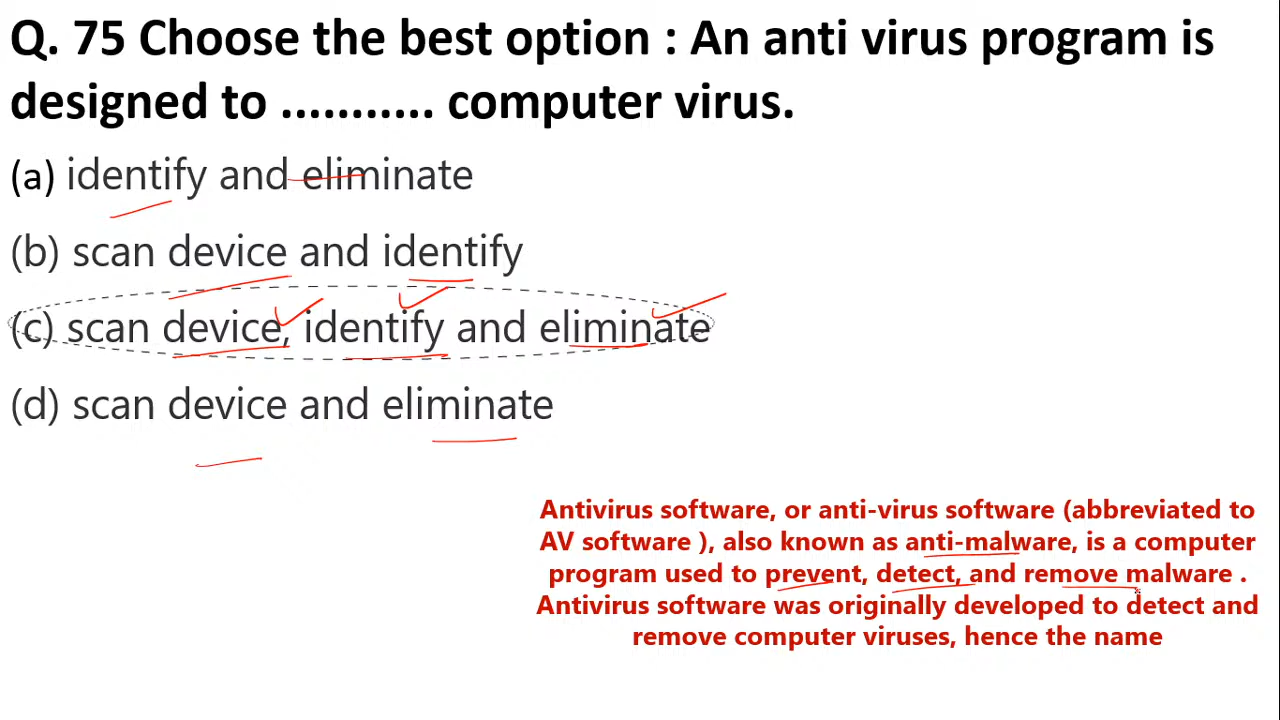 Q. 75 Choose the best option : An anti virus program is
designed to ........... computer virus.
(a) identify and eliminate
(b) scan device and identify
(c) scan device, identify and eliminate
(d) scan device and eliminate
Antivirus software, or anti-virus software (abbreviated to
AV software ), also known as anti-malware, is a computer
program used to prevent, detect, and remove malware .
Antivirus software was originally developed to detect and
remove computer viruses, hence the name